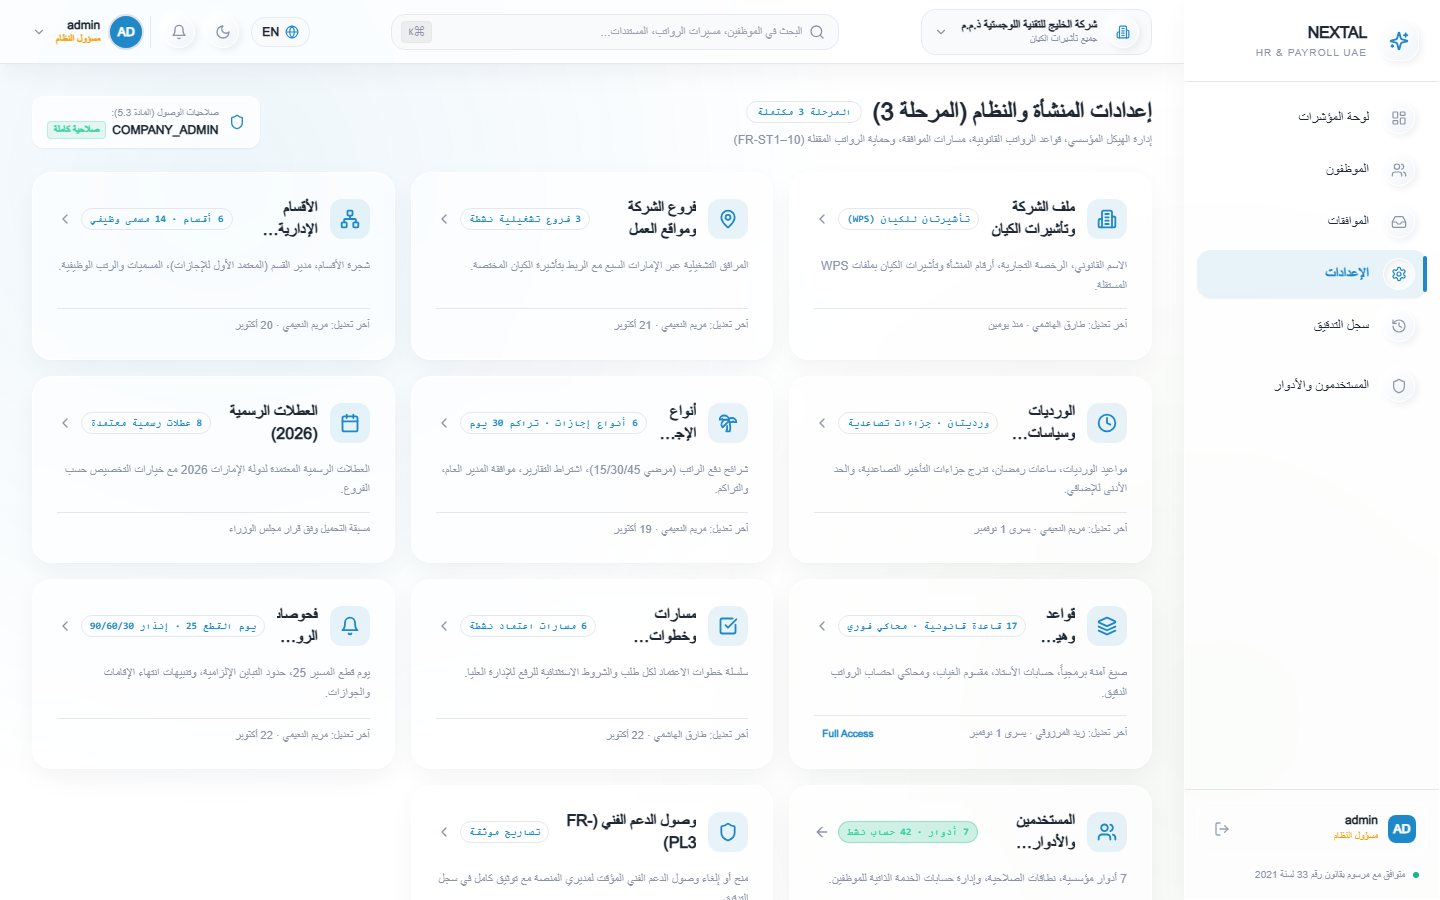 NEXTAL
HR & PAYROLL UAE
لوحة المؤشرات
الموظفون
الموافقات
الإعدادات
سجل التدقيق
المستخدمون والأدوار
admin
مسؤول النظام
AD
متوافق مع مرسوم بقانون رقم 33 لسنة 2021
شركة الخليج للتقنية اللوجستية ذ.م.م
جميع تأشيرات الكيان
البحث في الموظفين، مسيرات الرواتب، المستندات...
⌘K
EN
AD
admin
مسؤول النظام
إعدادات المنشأة والنظام (المرحلة 3)
المرحلة 3 مكتملة
إدارة الهيكل المؤسسي، قواعد الرواتب القانونية، مسارات الموافقة، وحماية الرواتب المقفلة (FR-ST1–10)
صلاحيات الوصول (المادة 5.3):
COMPANY_ADMIN
صلاحية كاملة
ملف الشركة
وتأشيرات الكيان
تأشيرتان للكيان (WPS)
الاسم القانوني، الرخصة التجارية، أرقام المنشأة وتأشيرات الكيان بملفات WPS
المستقلة.
آخر تعديل: طارق الهاشمي · منذ يومين
فروع الشركة
ومواقع العمل
3 فروع تشغيلية نشطة
المرافق التشغيلية عبر الإمارات السبع مع الربط بتأشيرة الكيان المختصة.
آخر تعديل: مريم النعيمي · 21 أكتوبر
الأقسام
الإدارية...
6 أقسام · 14 مسمى وظيفي
شجرة الأقسام، مدير القسم (المعتمد الأول للإجازات)، المسميات والرتب الوظيفية.
آخر تعديل: مريم النعيمي · 20 أكتوبر
الورديات
وسياسات...
ورديتان · جزاءات تصاعدية
مواعيد الورديات، ساعات رمضان، تدرج جزاءات التأخير التصاعدية، والحد
الأدنى للإضافي.
آخر تعديل: مريم النعيمي · يسري 1 نوفمبر
أنواع
الإجـ...
6 أنواع إجازات · تراكم 30 يوم
شرائح دفع الراتب (مرضي 15/30/45)، اشتراط التقارير، موافقة المدير العام،
والتراكم.
آخر تعديل: مريم النعيمي · 19 أكتوبر
العطلات الرسمية
(2026)
8 عطلات رسمية معتمدة
العطلات الرسمية المعتمدة لدولة الإمارات 2026 مع خيارات التخصيص حسب
الفروع.
مسبقة التحميل وفق قرار مجلس الوزراء
قواعد
وهيـ...
17 قاعدة قانونية · محاكي فوري
صيغ آمنة برمجياً، حسابات الأستاذ، مقسوم الغياب، ومحاكي احتساب الرواتب
الدقيق.
آخر تعديل: زيد المرزوقي · يسري 1 نوفمبر
Full Access
مسارات
وخطوات...
6 مسارات اعتماد نشطة
سلسلة خطوات الاعتماد لكل طلب والشروط الاستثنائية للرفع للإدارة العليا.
آخر تعديل: طارق الهاشمي · 22 أكتوبر
فحوصات
الرو...
يوم القطع 25 · إنذار 90/60/30
يوم قطع المسير 25، حدود التباين الإلزامية، وتنبيهات انتهاء الإقامات
والجوازات.
آخر تعديل: مريم النعيمي · 22 أكتوبر
المستخدمين
والأدوار...
7 أدوار · 42 حساب نشط
7 أدوار مؤسسية، نطاقات الصلاحية، وإدارة حسابات الخدمة الذاتية للموظفين.
وصول الدعم الفني (FR-
PL3)
تصاريح موثقة
منح أو إلغاء وصول الدعم الفني المؤقت لمديري المنصة مع توثيق كامل في سجل
التدقيق.